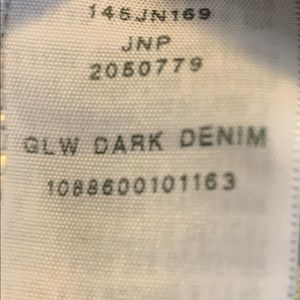 145JN169
JNP
2050779
GLW DARK DENIM
1088600101163